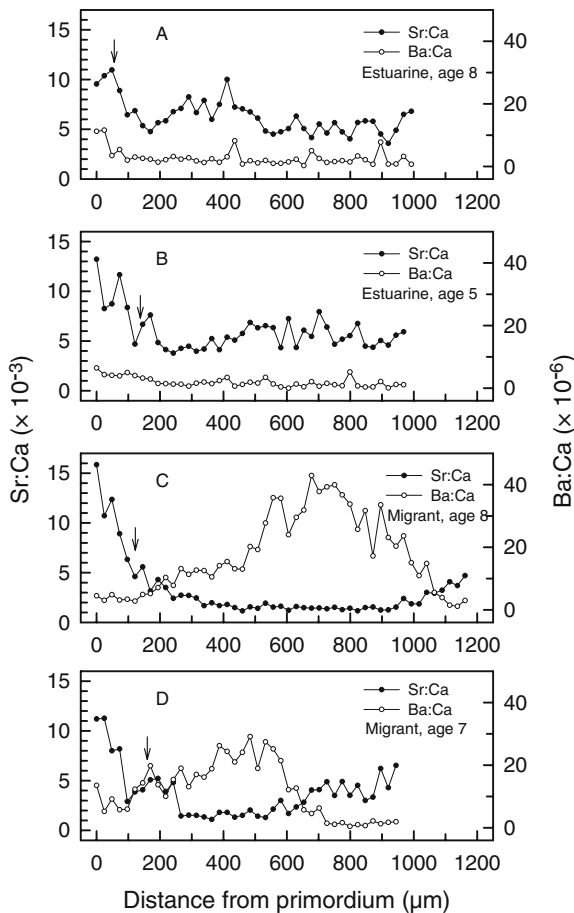 A
Sr:Ca
Ba:Ca
Estuarine, age 8
15
10
5
0
40
20
0
0 200 400 600 800 1000
B
Sr:Ca
Ba:Ca
Estuarine, age 5
15
10
5
0
40
20
0
0 200 400 600 800 1000
C
Sr:Ca
Ba:Ca
Migrant, age 8
15
10
5
0
40
20
0
0 200 400 600 800 1000 1200
D
Sr:Ca
Ba:Ca
Migrant, age 7
15
10
5
0
40
20
0
0 200 400 600 800 1000 1200
Sr:Ca (× 10⁻³)
Ba:Ca (× 10⁻⁶)
Distance from primordium (µm)